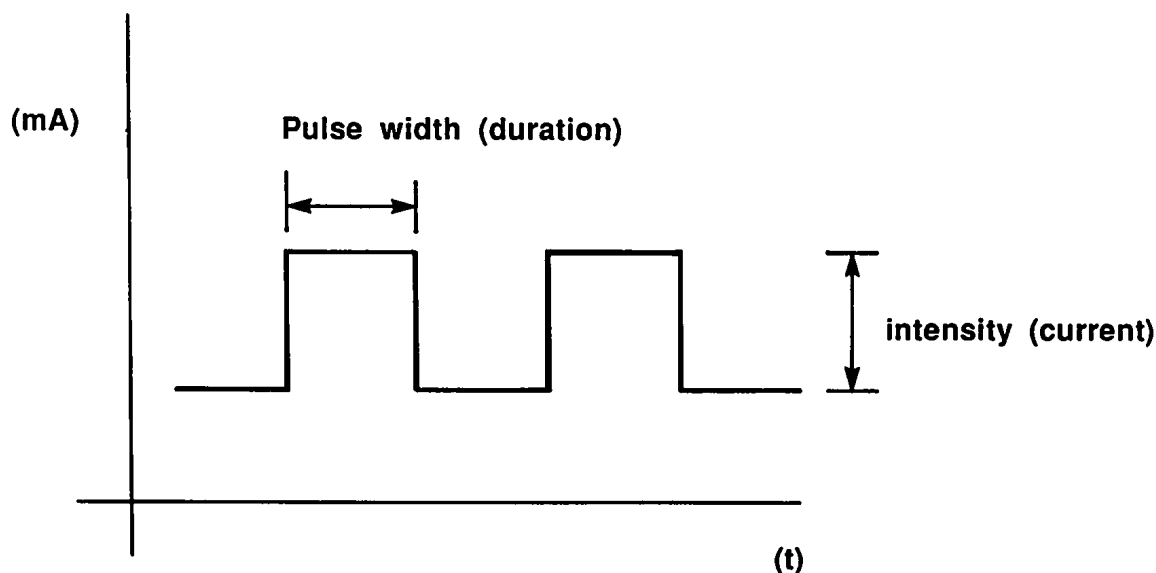 (mA)
Pulse width (duration)
intensity (current)
(t)